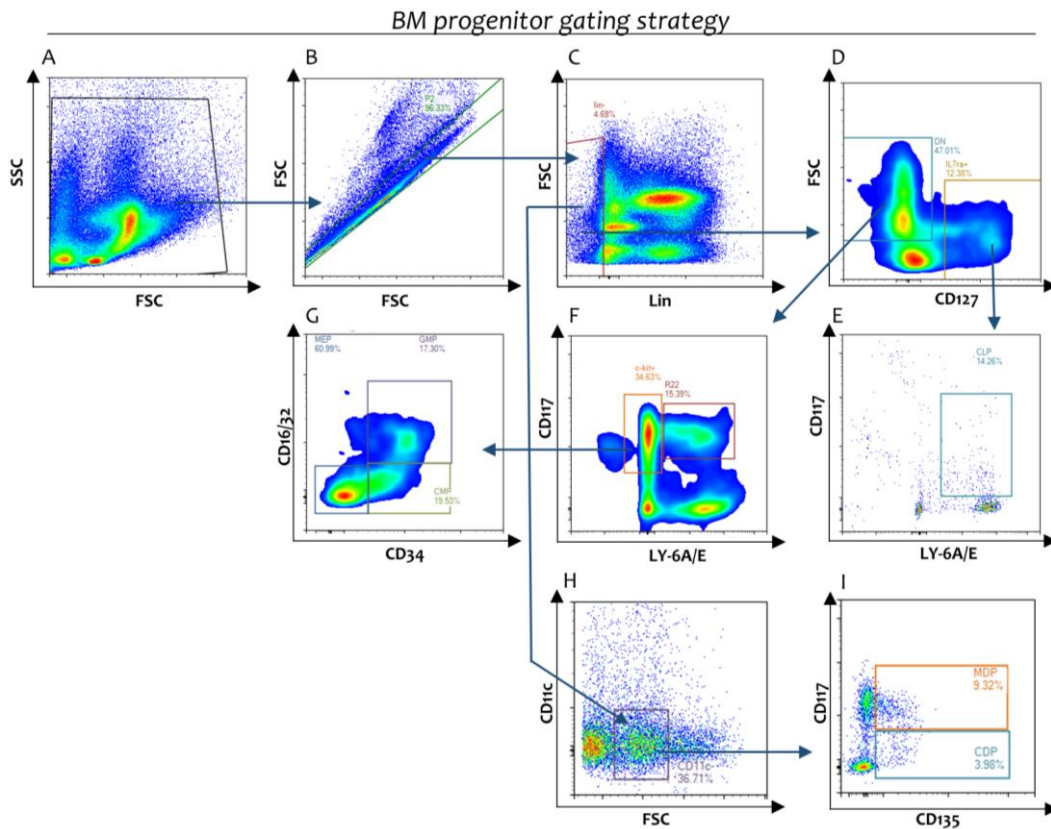 BM progenitor gating strategy
A
SSC
FSC
B
P2
96.33%
FSC
FSC
C
lin-
4.69%
FSC
Lin
D
DN
47.01%
IL7ra+
12.38%
FSC
CD127
G
MEP
60.99%
GMP
17.30%
CMP
19.53%
CD16/32
CD34
F
c-kit+
34.63%
R22
15.39%
CD117
LY-6A/E
E
CLP
14.26%
CD117
LY-6A/E
H
CD11c-
36.71%
CD11c
FSC
I
MDP
9.32%
CDP
3.98%
CD117
CD135